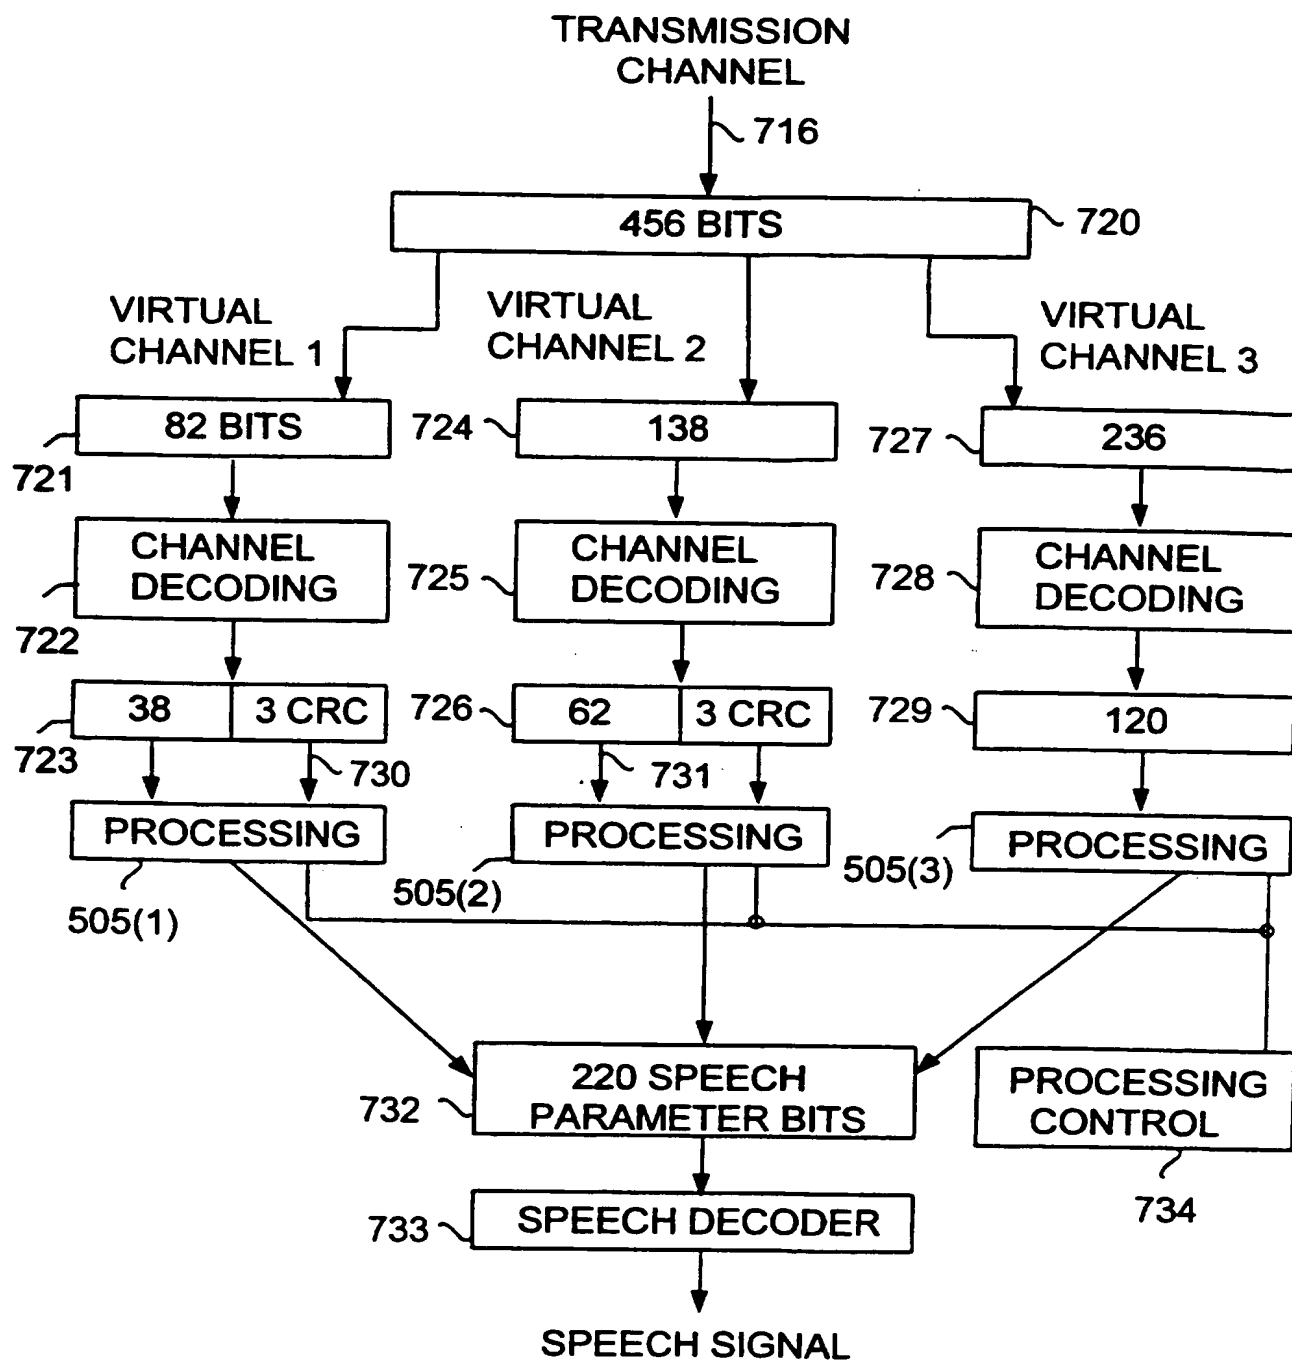 TRANSMISSION
CHANNEL
716
456 BITS
720
VIRTUAL
CHANNEL 1
VIRTUAL
CHANNEL 2
VIRTUAL
CHANNEL 3
82 BITS
721
724
138
727
236
CHANNEL
DECODING
722
725
CHANNEL
DECODING
728
CHANNEL
DECODING
38
3 CRC
723
730
726
62
3 CRC
731
729
120
PROCESSING
505(1)
PROCESSING
505(2)
PROCESSING
505(3)
732
220 SPEECH
PARAMETER BITS
PROCESSING
CONTROL
734
733
SPEECH DECODER
SPEECH SIGNAL